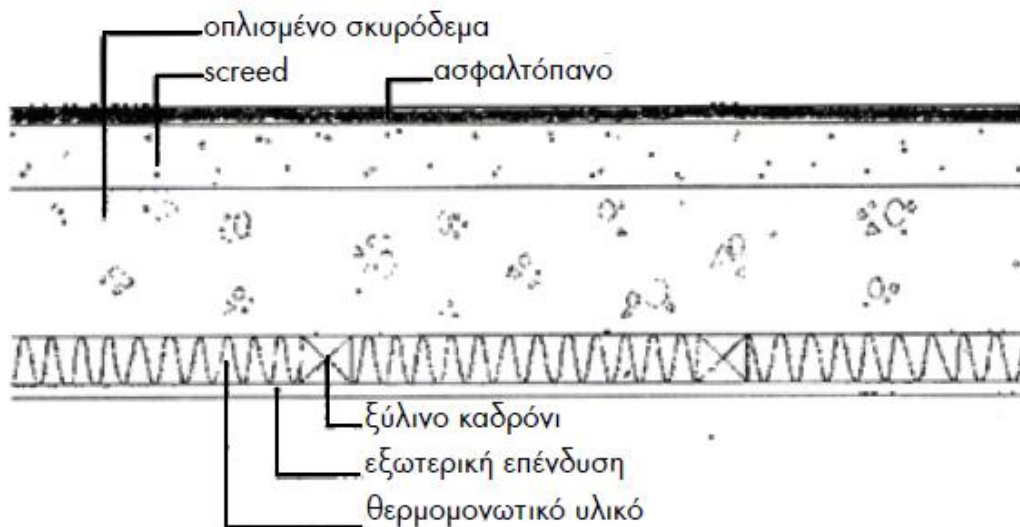 οπλισμένο σκυρόδεμα
screed
ασφαλτόπανο
ξύλινο καδρόνι
εξωτερική επένδυση
θερμομονωτικό υλικό